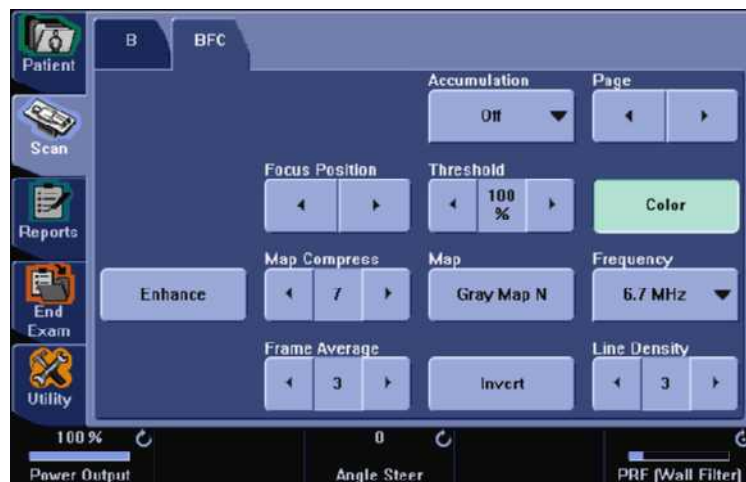 B BFC
Patient
Accumulation Page
Off
Scan
Focus Position Threshold
100
%
Color
Reports
Map Compress Map Frequency
Enhance 7 Gray Map N 6.7 MHz
End
Exam
Frame Average Line Density
3 Invert 3
Utility
100 % 0
Power Output Angle Steer PRF (Wall Filter)